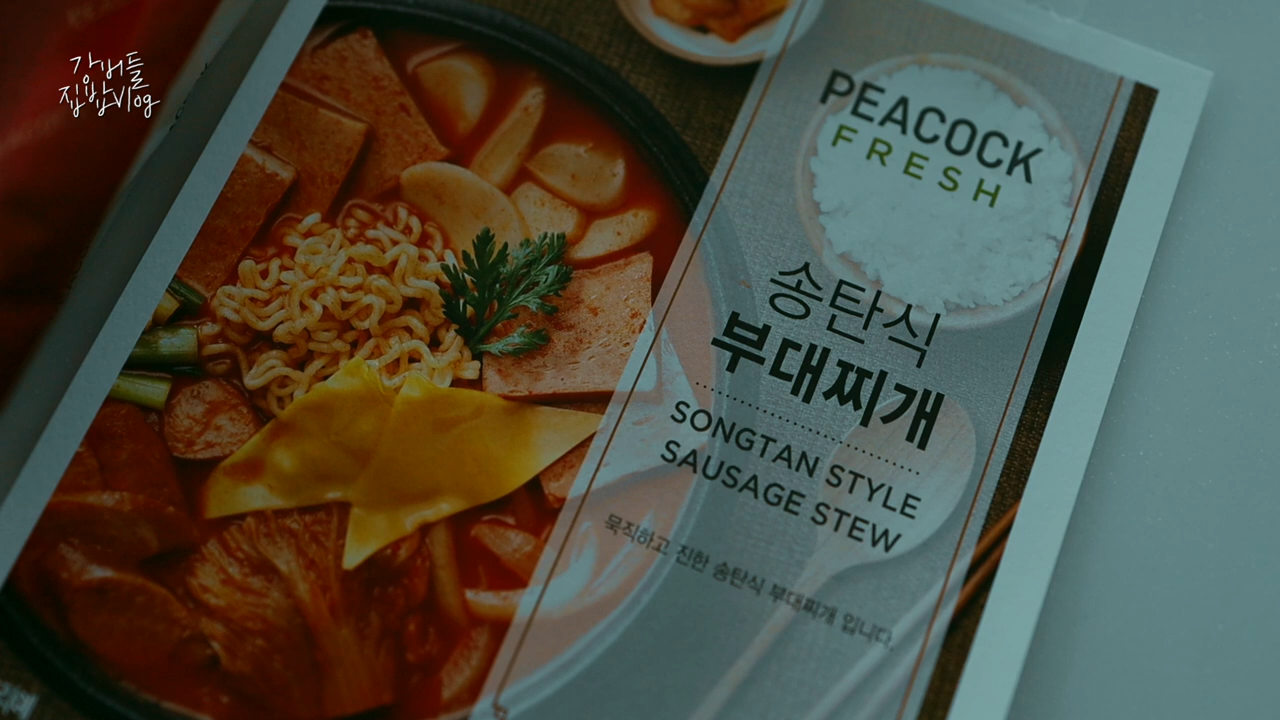 강버들
집밥Vlog
PEACOCK
FRESH
송탄식
부대찌개
SONGTAN STYLE
SAUSAGE STEW
묵직하고 진한 송탄식 부대찌개 입니다.